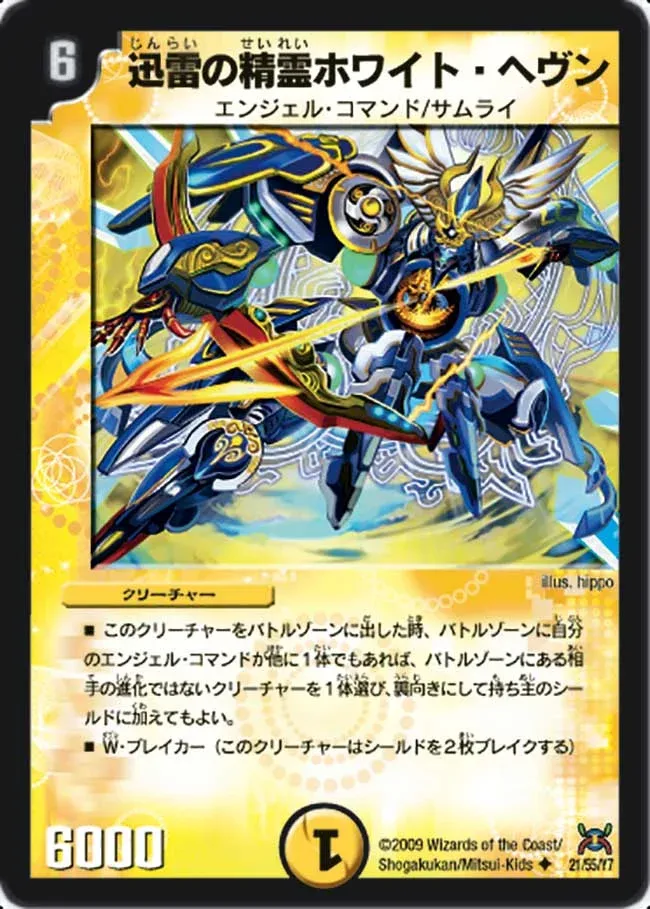 6
じんらい せいれい
迅雷の精霊ホワイト・ヘヴン
エンジェル・コマンド/サムライ
illus. hippo
クリーチャー
■ このクリーチャーをバトルゾーンに出した時、バトルゾーンに自分
のエンジェル・コマンドが他に1体でもあれば、バトルゾーンにある相
手の進化ではないクリーチャーを1体選び、裏向きにして持ち主のシー
ルドに加えてもよい。
■ W・ブレイカー（このクリーチャーはシールドを2枚ブレイクする）
6000
1
©2009 Wizards of the Coast/
Shogakukan/Mitsui-Kids
21/55/Y7